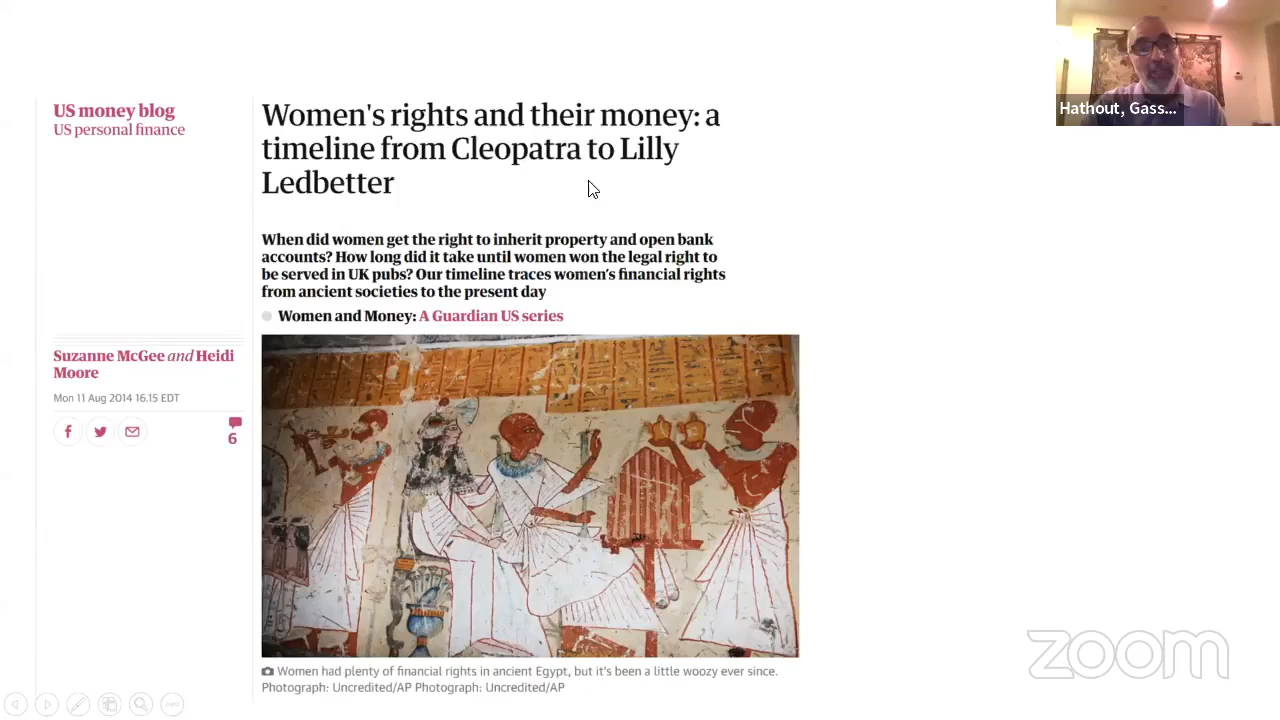 US money blog
US personal finance
Women's rights and their money: a
timeline from Cleopatra to Lilly
Ledbetter
When did women get the right to inherit property and open bank
accounts? How long did it take until women won the legal right to
be served in UK pubs? Our timeline traces women's financial rights
from ancient societies to the present day
Women and Money: A Guardian US series
Suzanne McGee and Heidi
Moore
Mon 11 Aug 2014 16.15 EDT
6
Women had plenty of financial rights in ancient Egypt, but it's been a little woozy ever since.
Photograph: Uncredited/AP Photograph: Uncredited/AP
Hathout, Gass...
zoom